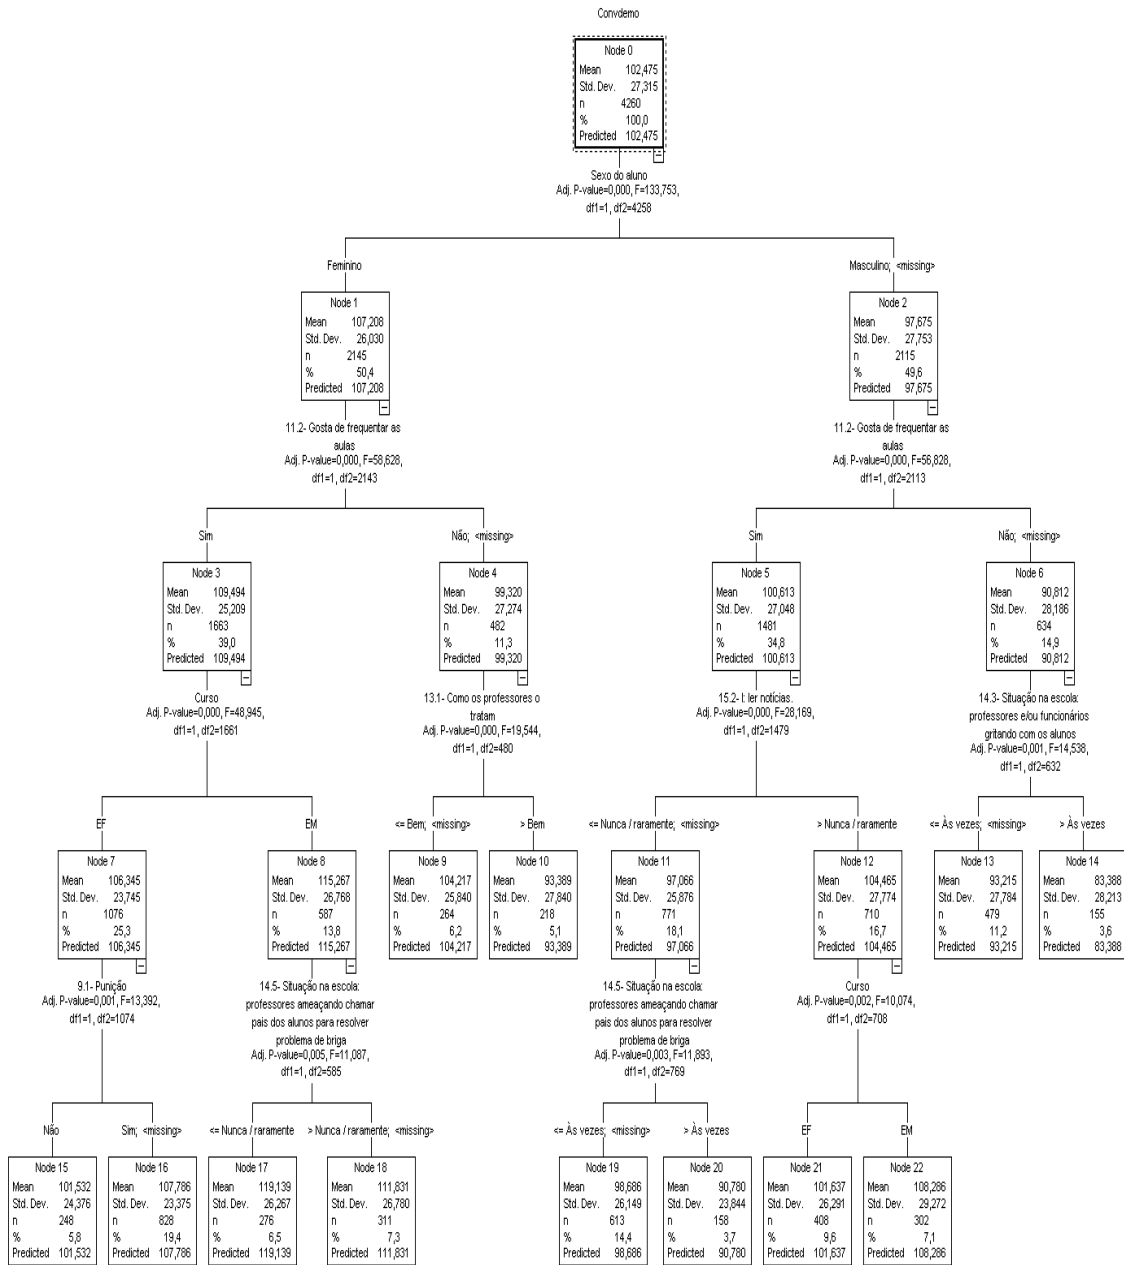 Convdemo
Node 0
Mean 102,475
Std. Dev. 27,315
n 4260
% 100,0
Predicted 102,475
Sexo do aluno
Adj. P-value=0,000, F=133,753,
df1=1, df2=4258
Feminino
Masculino; <missing>
Node 1
Mean 107,208
Std. Dev. 26,030
n 2145
% 50,4
Predicted 107,208
Node 2
Mean 97,675
Std. Dev. 27,753
n 2115
% 49,6
Predicted 97,675
11.2- Gosta de frequentar as
aulas
Adj. P-value=0,000, F=58,628,
df1=1, df2=2143
11.2- Gosta de frequentar as
aulas
Adj. P-value=0,000, F=56,828,
df1=1, df2=2113
Sim
Não; <missing>
Sim
Não; <missing>
Node 3
Mean 109,494
Std. Dev. 25,209
n 1663
% 39,0
Predicted 109,494
Node 4
Mean 99,320
Std. Dev. 27,274
n 482
% 11,3
Predicted 99,320
Node 5
Mean 100,613
Std. Dev. 27,048
n 1481
% 34,8
Predicted 100,613
Node 6
Mean 90,812
Std. Dev. 28,186
n 634
% 14,9
Predicted 90,812
Curso
Adj. P-value=0,000, F=48,945,
df1=1, df2=1661
13.1- Como os professores o
tratam
Adj. P-value=0,000, F=19,544,
df1=1, df2=480
15.2- I: ler notícias.
Adj. P-value=0,000, F=28,169,
df1=1, df2=1479
14.3- Situação na escola:
professores e/ou funcionários
gritando com os alunos
Adj. P-value=0,001, F=14,538,
df1=1, df2=632
EF
EM
<= Bem; <missing>
> Bem
<= Nunca / raramente; <missing>
> Nunca / raramente
<= Às vezes; <missing>
> Às vezes
Node 7
Mean 106,345
Std. Dev. 23,745
n 1076
% 25,3
Predicted 106,345
Node 8
Mean 115,267
Std. Dev. 26,768
n 587
% 13,8
Predicted 115,267
Node 9
Mean 104,217
Std. Dev. 25,840
n 264
% 6,2
Predicted 104,217
Node 10
Mean 93,389
Std. Dev. 27,840
n 218
% 5,1
Predicted 93,389
Node 11
Mean 97,066
Std. Dev. 25,876
n 771
% 18,1
Predicted 97,066
Node 12
Mean 104,465
Std. Dev. 27,774
n 710
% 16,7
Predicted 104,465
Node 13
Mean 93,215
Std. Dev. 27,784
n 479
% 11,2
Predicted 93,215
Node 14
Mean 83,388
Std. Dev. 28,213
n 155
% 3,6
Predicted 83,388
9.1- Punição
Adj. P-value=0,001, F=13,392,
df1=1, df2=1074
14.5- Situação na escola:
professores ameaçando chamar
pais dos alunos para resolver
problema de briga
Adj. P-value=0,005, F=11,087,
df1=1, df2=585
14.5- Situação na escola:
professores ameaçando chamar
pais dos alunos para resolver
problema de briga
Adj. P-value=0,003, F=11,893,
df1=1, df2=769
Curso
Adj. P-value=0,002, F=10,074,
df1=1, df2=708
Não
Sim; <missing>
<= Nunca / raramente
> Nunca / raramente; <missing>
<= Às vezes; <missing>
> Às vezes
EF
EM
Node 15
Mean 101,532
Std. Dev. 24,376
n 248
% 5,8
Predicted 101,532
Node 16
Mean 107,786
Std. Dev. 23,375
n 828
% 19,4
Predicted 107,786
Node 17
Mean 119,139
Std. Dev. 26,267
n 276
% 6,5
Predicted 119,139
Node 18
Mean 111,831
Std. Dev. 26,780
n 311
% 7,3
Predicted 111,831
Node 19
Mean 98,686
Std. Dev. 26,149
n 613
% 14,4
Predicted 98,686
Node 20
Mean 90,780
Std. Dev. 23,844
n 158
% 3,7
Predicted 90,780
Node 21
Mean 101,637
Std. Dev. 26,291
n 408
% 9,6
Predicted 101,637
Node 22
Mean 108,286
Std. Dev. 29,272
n 302
% 7,1
Predicted 108,286